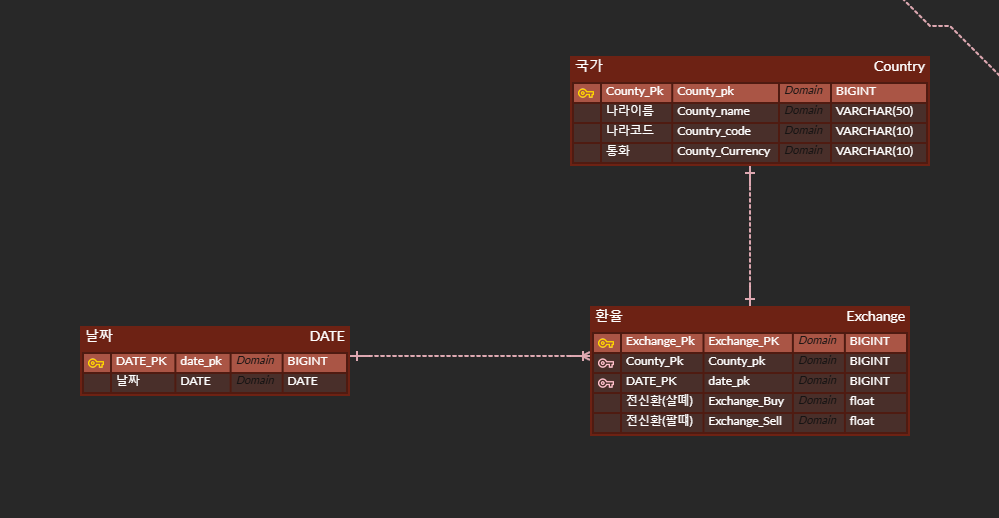 국가 Country
County_Pk County_pk Domain BIGINT
나라이름 County_name Domain VARCHAR(50)
나라코드 Country_code Domain VARCHAR(10)
통화 County_Currency Domain VARCHAR(10)
날짜 DATE
DATE_PK date_pk Domain BIGINT
날짜 DATE Domain DATE
환율 Exchange
Exchange_Pk Exchange_PK Domain BIGINT
County_Pk County_pk Domain BIGINT
DATE_PK date_pk Domain BIGINT
전신환(살떼) Exchange_Buy Domain float
전신환(팔때) Exchange_Sell Domain float